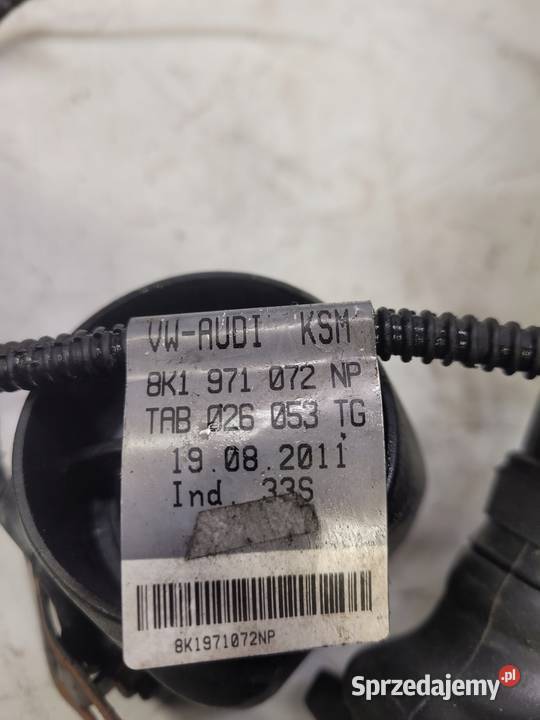 VW-AUDI KSM
8K1 971 072 NP
TAB 026 053 TG
19.08.2011
Ind. 33S
8K1971072NP
Sprzedajemy.pl